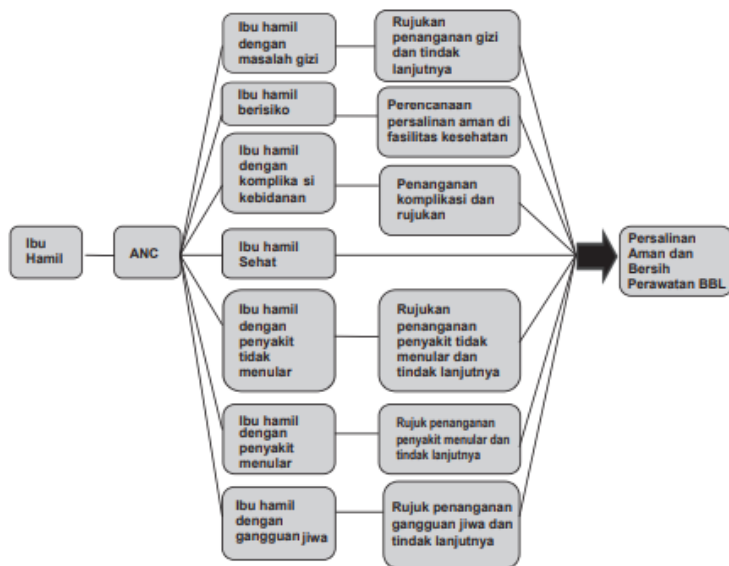 Ibu
Hamil
ANC
Ibu hamil
dengan
masalah gizi
Rujukan
penanganan gizi
dan tindak
lanjutnya
Ibu hamil
berisiko
Perencanaan
persalinan aman di
fasilitas kesehatan
Ibu hamil
dengan
komplika si
kebidanan
Penanganan
komplikasi dan
rujukan
Ibu hamil
Sehat
Ibu hamil
dengan
penyakit
tidak
menular
Rujukan
penanganan
penyakit tidak
menular dan
tindak lanjutnya
Ibu hamil
dengan
penyakit
menular
Rujuk penanganan
penyakit menular dan
tindak lanjutnya
Ibu hamil
dengan
gangguan jiwa
Rujuk penanganan
gangguan jiwa dan
tindak lanjutnya
Persalinan
Aman dan
Bersih
Perawatan BBL